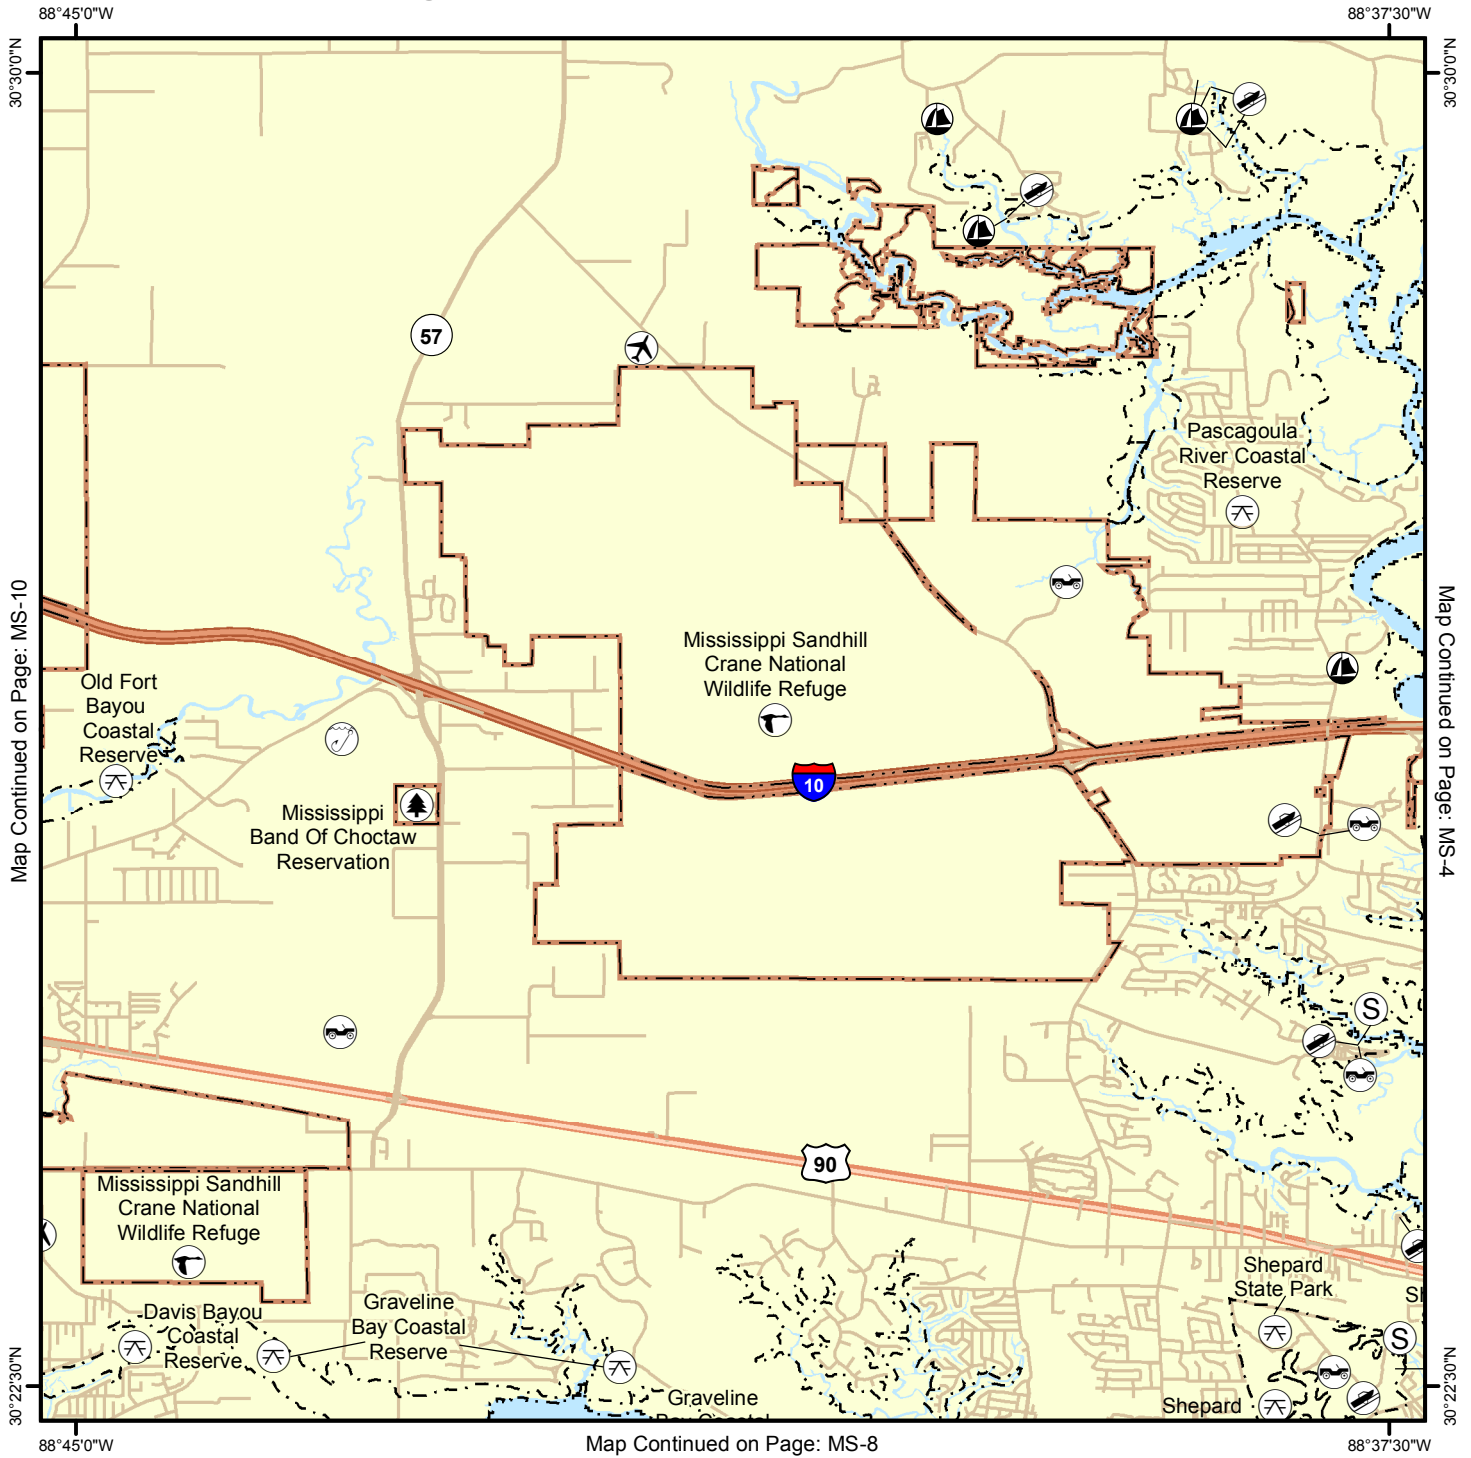 88°45'0"W
88°37'30"W
30°30'0"N
30°30'0"N
57
Pascagoula
River Coastal
Reserve
Map Continued on Page: MS-10
Map Continued on Page: MS-4
Mississippi Sandhill
Crane National
Wildlife Refuge
Old Fort
Bayou
Coastal
Reserve
10
Mississippi
Band Of Choctaw
Reservation
S
90
Mississippi Sandhill
Crane National
Wildlife Refuge
Shepard
State Park
Davis Bayou
Coastal
Reserve
Graveline
Bay Coastal
Reserve
S
30°22'30"N
30°22'30"N
Graveline
Shepard
88°45'0"W
Map Continued on Page: MS-8
88°37'30"W